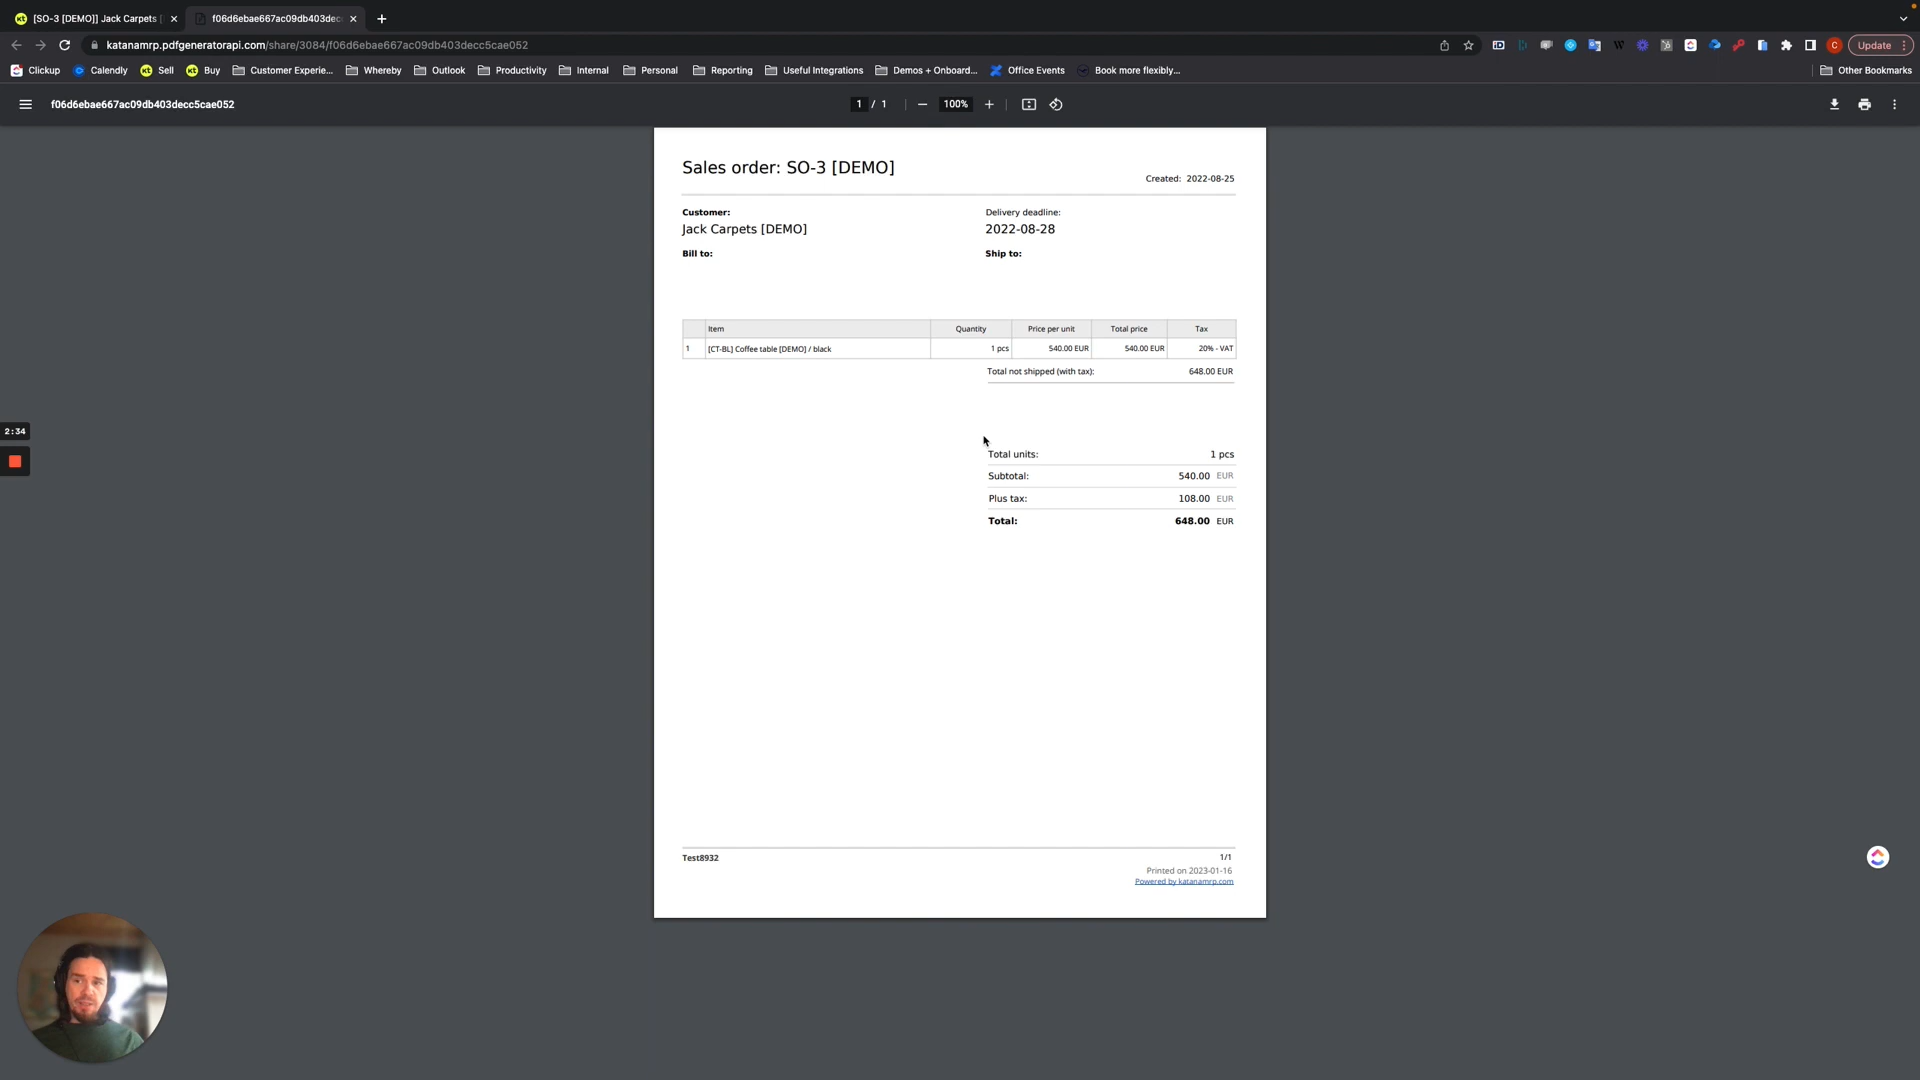 [SO-3 [DEMO]] Jack Carpets [
f06d6ebae667ac09db403dec
katanamrp.pdfgeneratorapi.com/share/3084/f06d6ebae667ac09db403decc5cae052
C
Update
Clickup
Calendly
kt Sell
kt Buy
Customer Experie...
Whereby
Outlook
Productivity
Internal
Personal
Reporting
Useful Integrations
Demos + Onboard...
Office Events
Book more flexibly...
Other Bookmarks
f06d6ebae667ac09db403decc5cae052
1 / 1
100%
Sales order: SO-3 [DEMO]
Created: 2022-08-25
Customer:
Jack Carpets [DEMO]
Bill to:
Delivery deadline:
2022-08-28
Ship to:
Item Quantity Price per unit Total price Tax
1 [CT-BL] Coffee table [DEMO] / black 1 pcs 540.00 EUR 540.00 EUR 20% - VAT
Total not shipped (with tax): 648.00 EUR
2:34
Total units: 1 pcs
Subtotal: 540.00 EUR
Plus tax: 108.00 EUR
Total: 648.00 EUR
Test8932
1/1
Printed on 2023-01-16
Powered by katanamrp.com